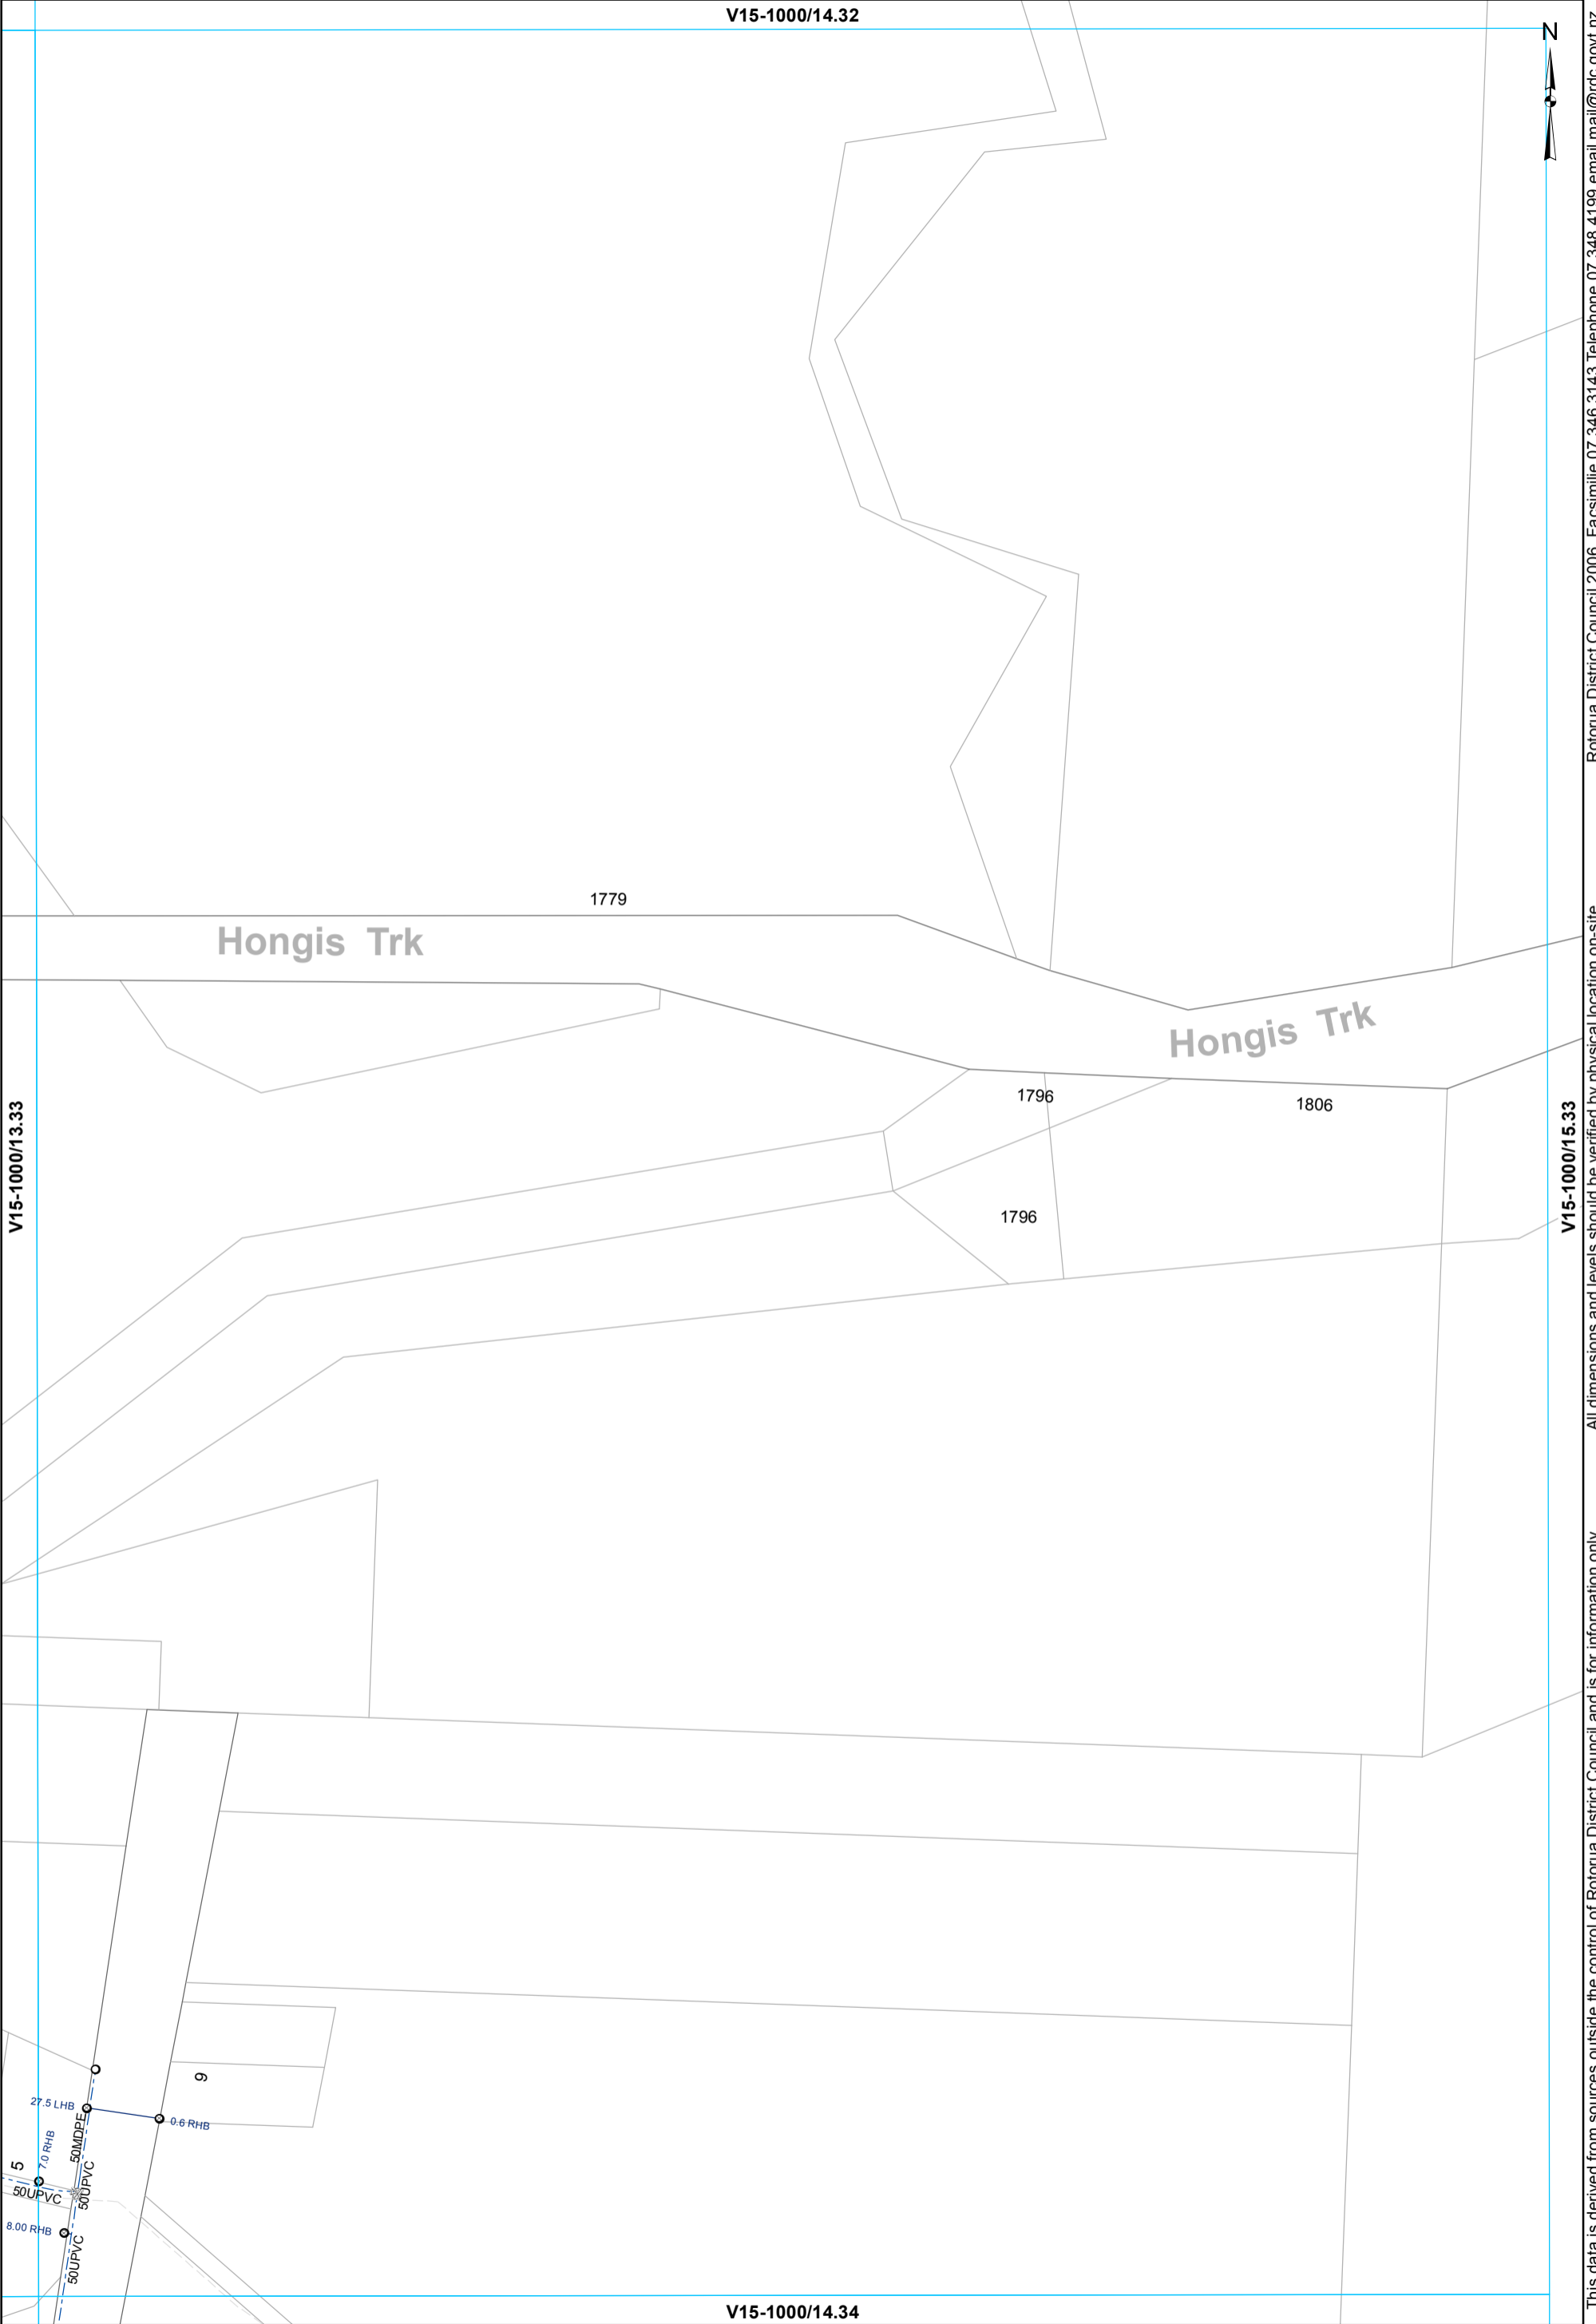 V15-1000/14.32
N
1779
Hongis Trk
Hongis Trk
1796
1806
1796
V15-1000/13.33
V15-1000/15.33
9
27.5 LHB
0.6 RHB
50MDPE
7.0 RHB
5
50UPVC
50UPVC
8.00 RHB
50UPVC
V15-1000/14.34
This data is derived from sources outside the control of Rotorua District Council and is for information only
All dimensions and levels should be verified by physical location on-site
Rotorua District Council 2006 Facsimilie 07 346 3143 Telephone 07 348 4199 email mail@rdc.govt.nz